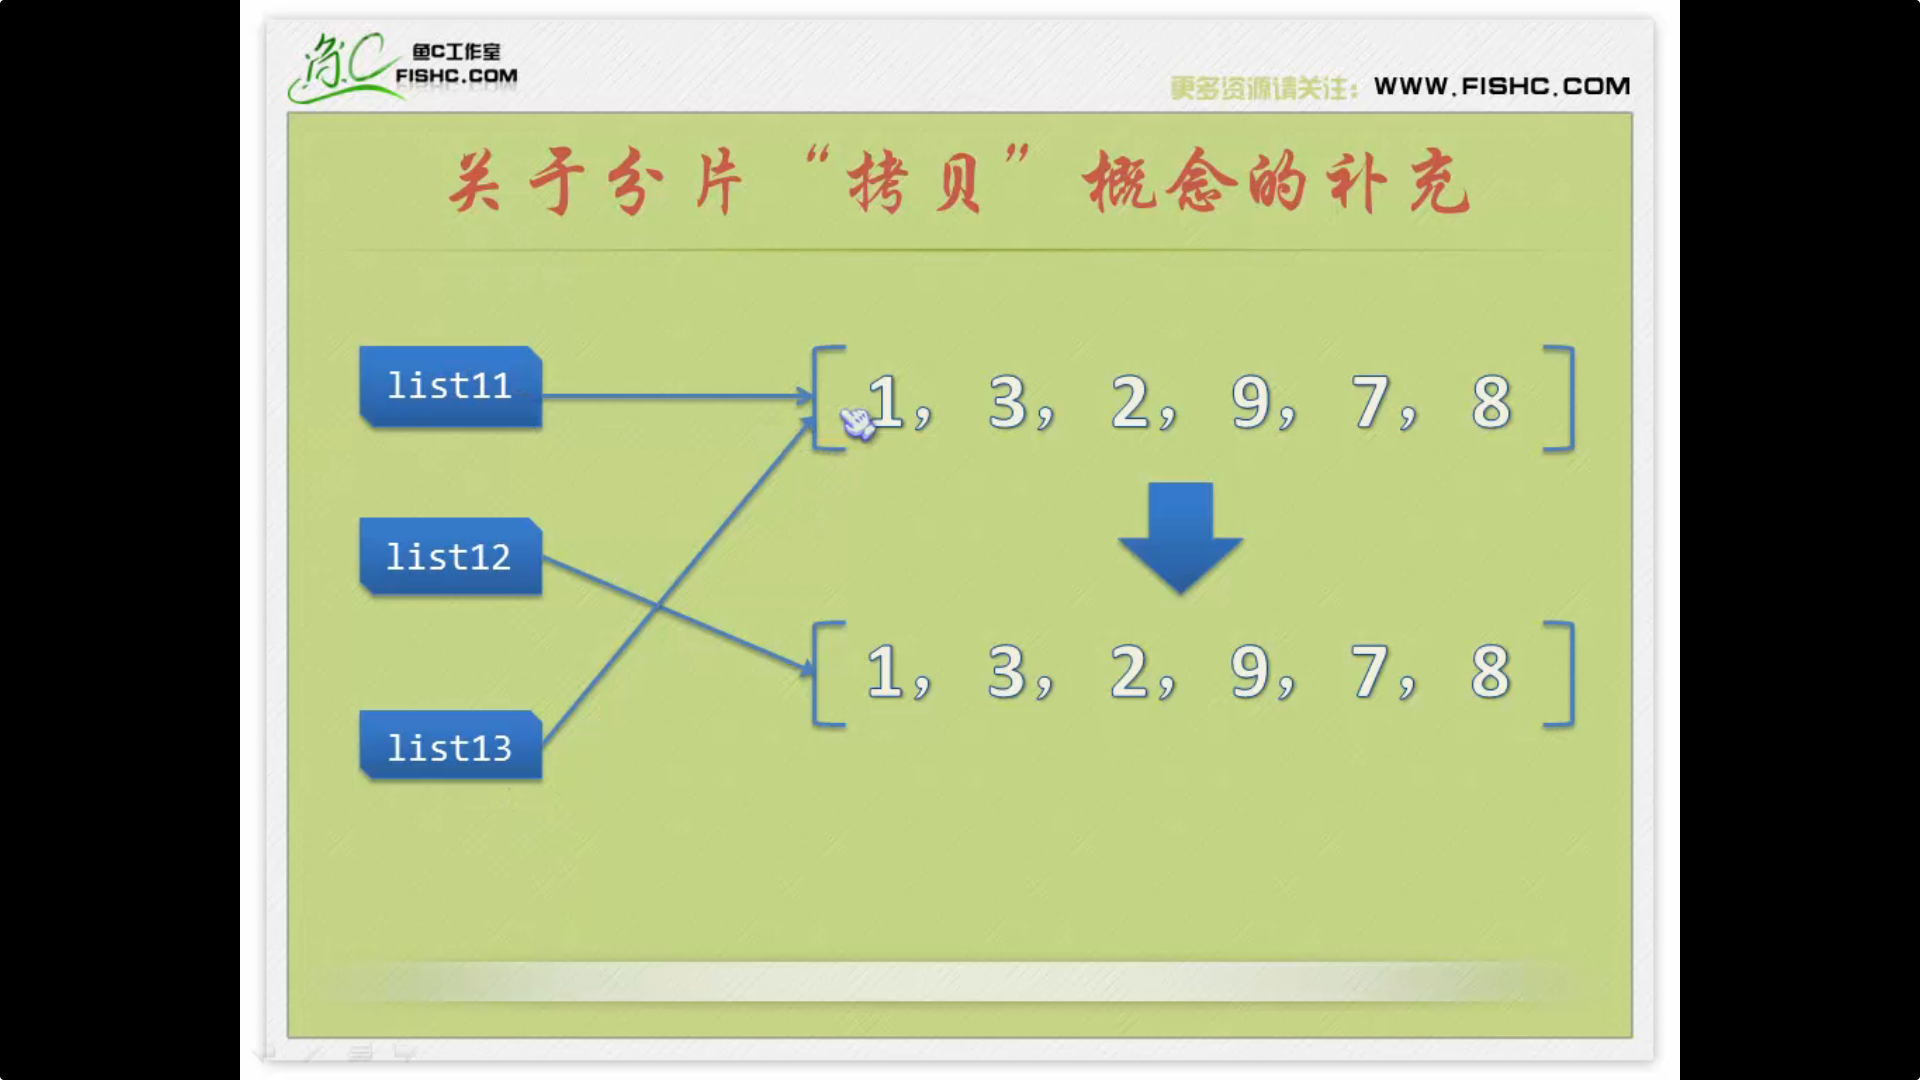 鱼C
鱼C工作室
FISHC.COM
更多资源请关注： WWW.FISHC.COM
关于分片“拷贝”概念的补充
list11
[1, 3, 2, 9, 7, 8]
list12
[1, 3, 2, 9, 7, 8]
list13